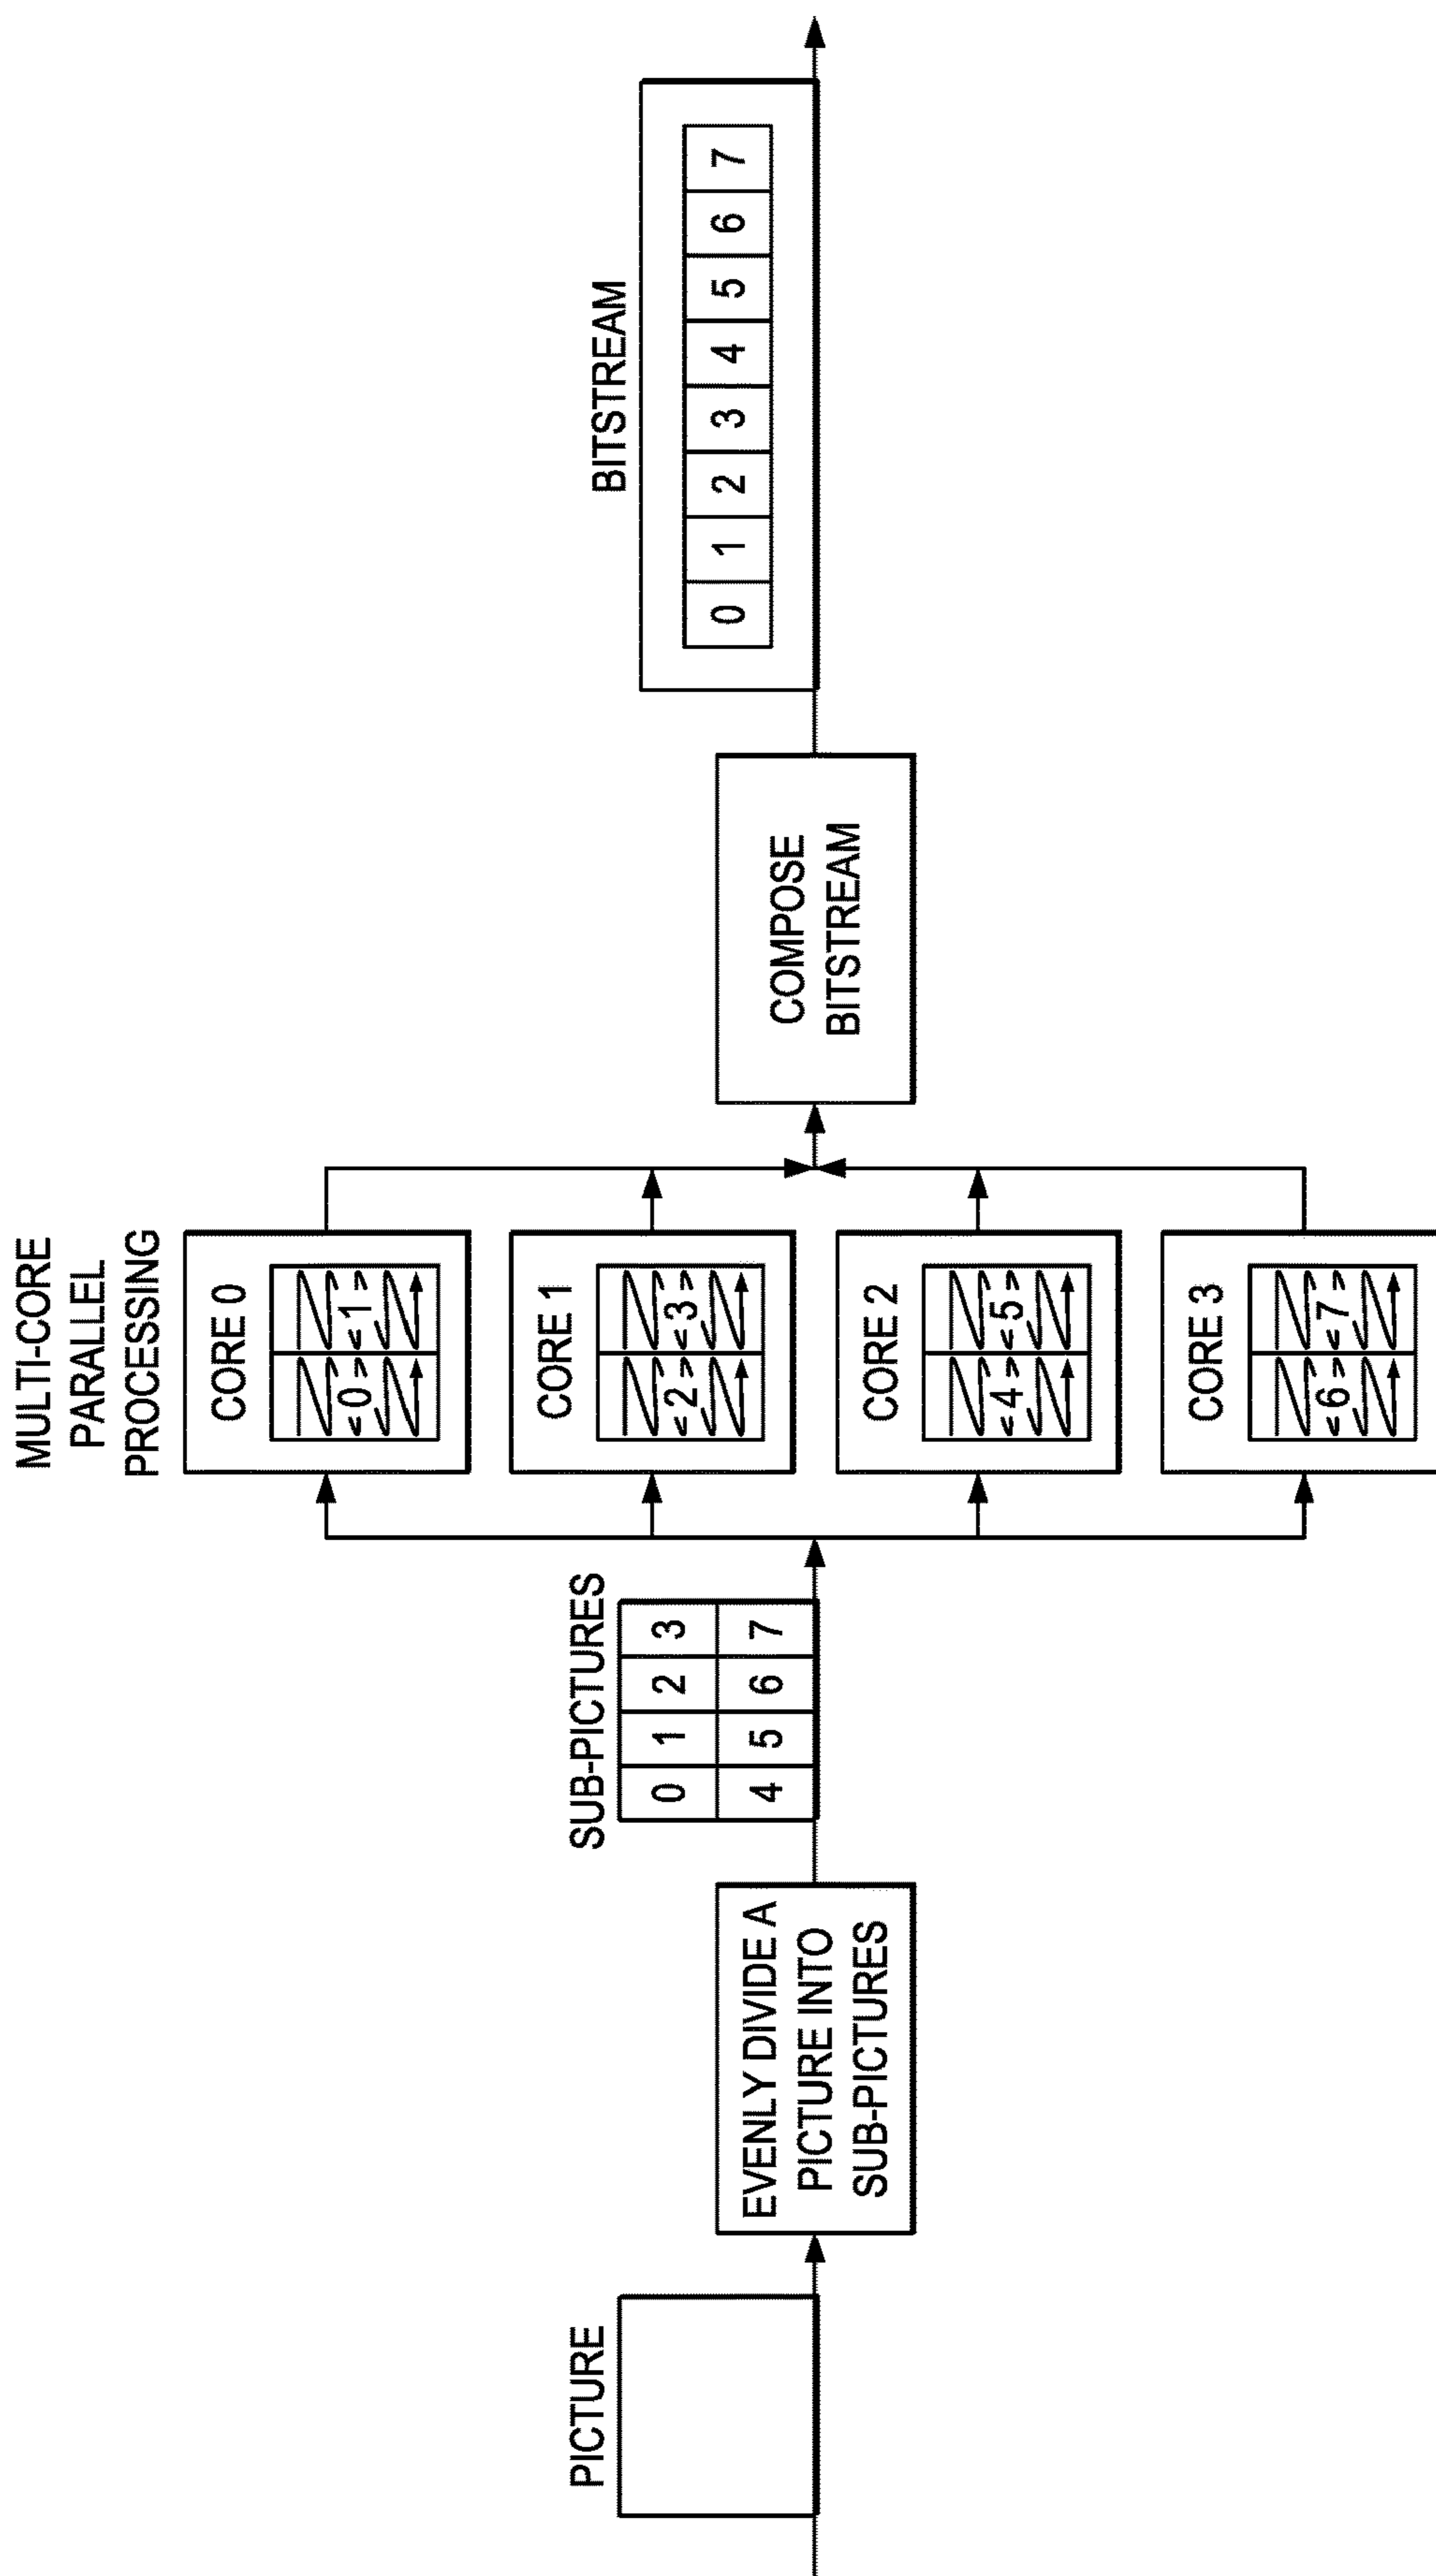 PICTURE
EVENLY DIVIDE A
PICTURE INTO
SUB-PICTURES
SUB-PICTURES
0 1 2 3
4 5 6 7
MULTI-CORE
PARALLEL
PROCESSING
CORE 0
0 1
CORE 1
2 3
CORE 2
4 5
CORE 3
6 7
COMPOSE
BITSTREAM
BITSTREAM
0 1 2 3 4 5 6 7